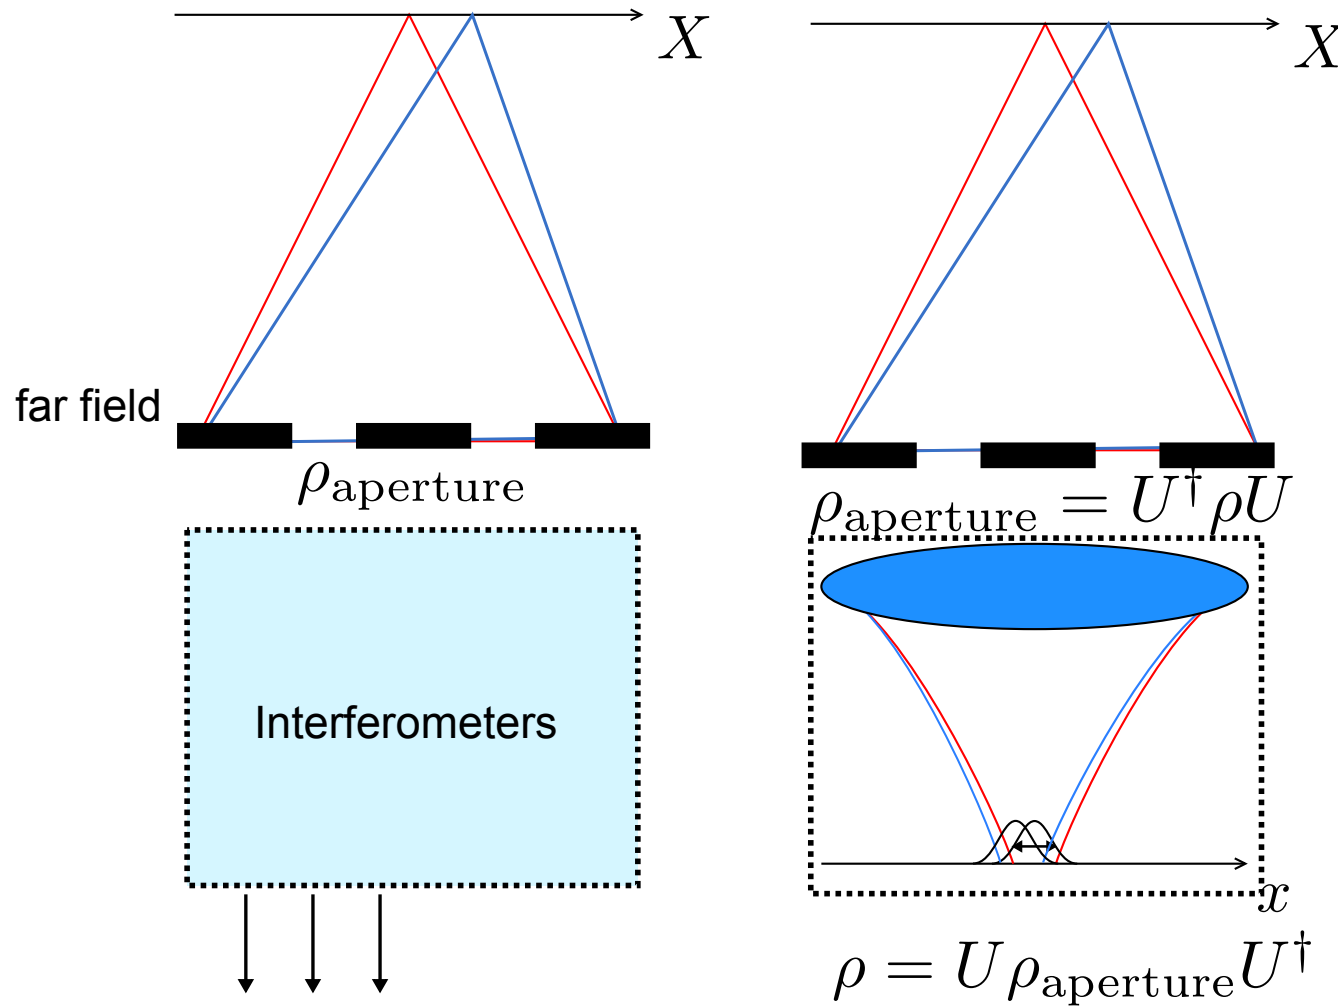 X
X
far field
ρ_aperture
ρ_aperture = U†ρU
Interferometers
x
ρ = Uρ_aperture U†